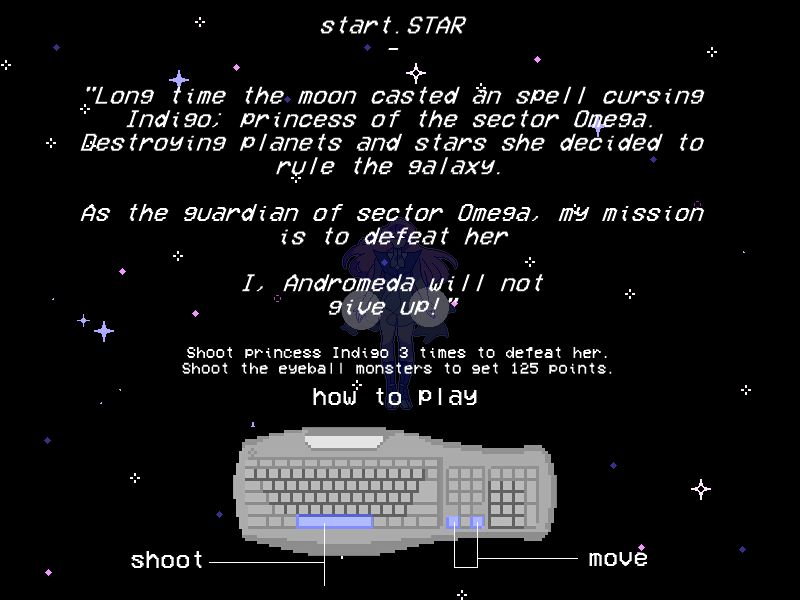 start.STAR
-
"Long time the moon casted an spell cursing
Indigo; princess of the sector Omega.
Destroying planets and stars she decided to
rule the galaxy.
As the guardian of sector Omega, my mission
is to defeat her
I, Andromeda will not
give up!"
Shoot princess Indigo 3 times to defeat her.
Shoot the eyeball monsters to get 125 points.
how to play
shoot
move